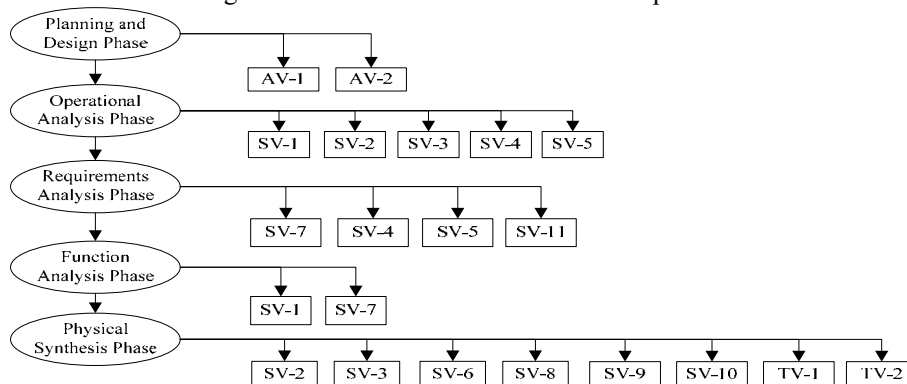 Planning and
Design Phase
AV-1
AV-2
Operational
Analysis Phase
SV-1
SV-2
SV-3
SV-4
SV-5
Requirements
Analysis Phase
SV-7
SV-4
SV-5
SV-11
Function
Analysis Phase
SV-1
SV-7
Physical
Synthesis Phase
SV-2
SV-3
SV-6
SV-8
SV-9
SV-10
TV-1
TV-2